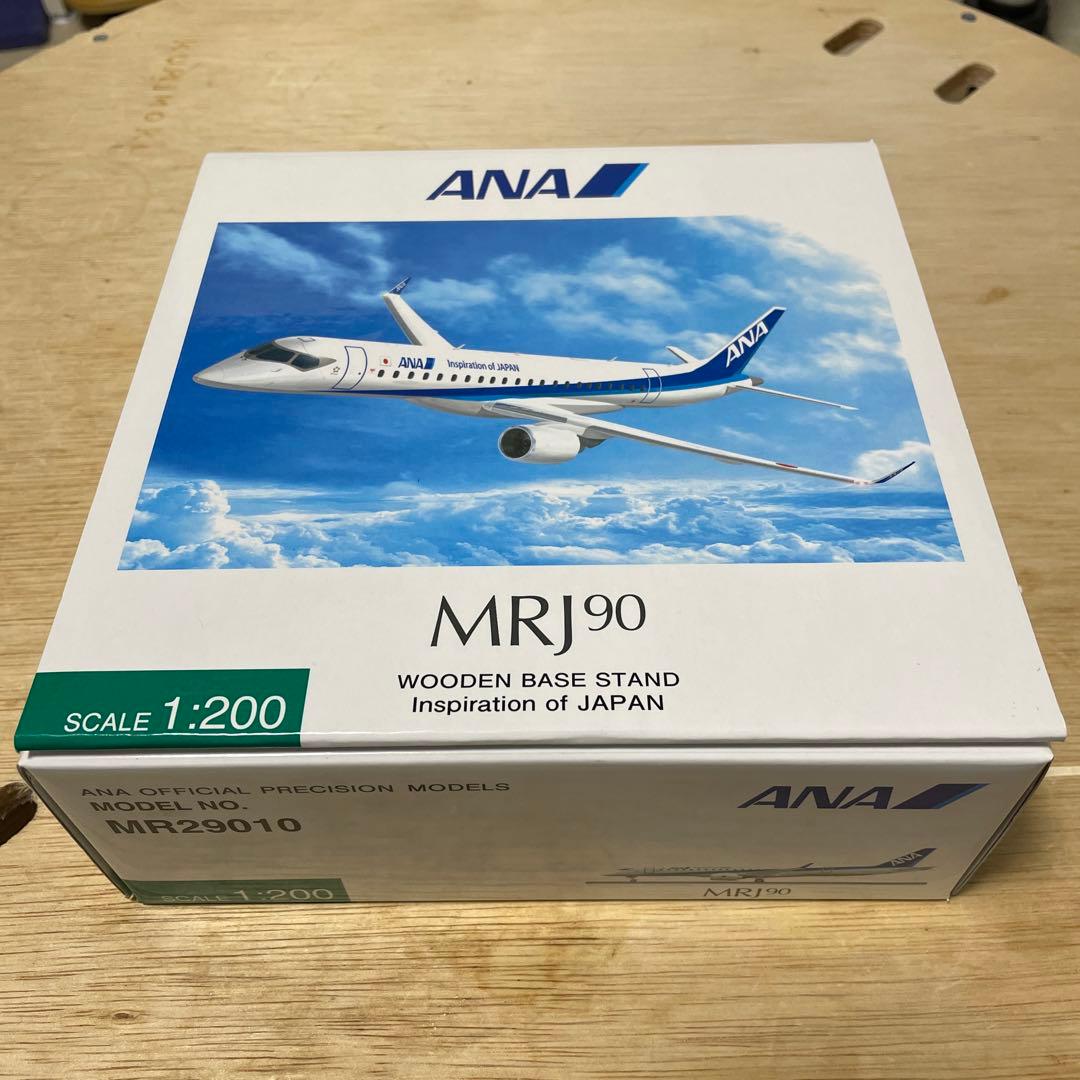 ANA
ANA Inspiration of JAPAN
ANA
MRJ90
WOODEN BASE STAND
Inspiration of JAPAN
SCALE 1:200
ANA OFFICIAL PRECISION MODELS
MODEL NO.
MR29010
ANA
ANA
SCALE 1:200
MRJ90